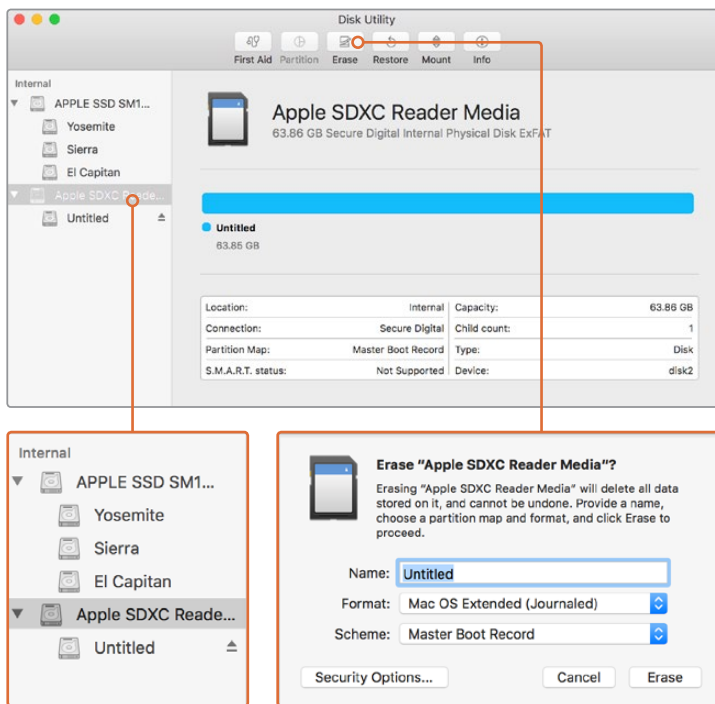 Disk Utility
First Aid Partition Erase Restore Mount Info
Internal
APPLE SSD SM1...
Yosemite
Sierra
El Capitan
Apple SDXC Reade...
Untitled
Apple SDXC Reader Media
63.86 GB Secure Digital Internal Physical Disk ExFAT
Untitled
63.85 GB
Location: Internal Capacity: 63.86 GB
Connection: Secure Digital Child count: 1
Partition Map: Master Boot Record Type: Disk
S.M.A.R.T. status: Not Supported Device: disk2
Internal
APPLE SSD SM1...
Yosemite
Sierra
El Capitan
Apple SDXC Reade...
Untitled
Erase "Apple SDXC Reader Media"?
Erasing "Apple SDXC Reader Media" will delete all data
stored on it, and cannot be undone. Provide a name,
choose a partition map and format, and click Erase to
proceed.
Name: Untitled
Format: Mac OS Extended (Journaled)
Scheme: Master Boot Record
Security Options... Cancel Erase